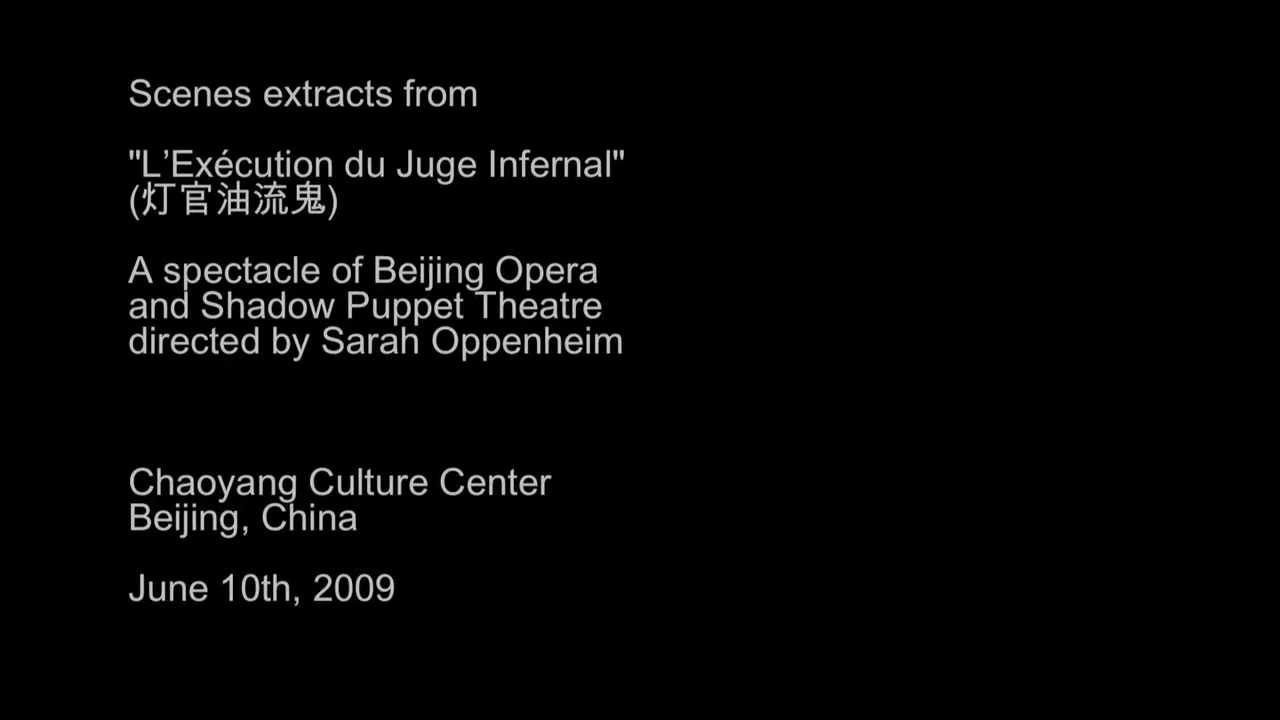 Scenes extracts from
"L’Exécution du Juge Infernal"
(灯官油流鬼)
A spectacle of Beijing Opera
and Shadow Puppet Theatre
directed by Sarah Oppenheim
Chaoyang Culture Center
Beijing, China
June 10th, 2009